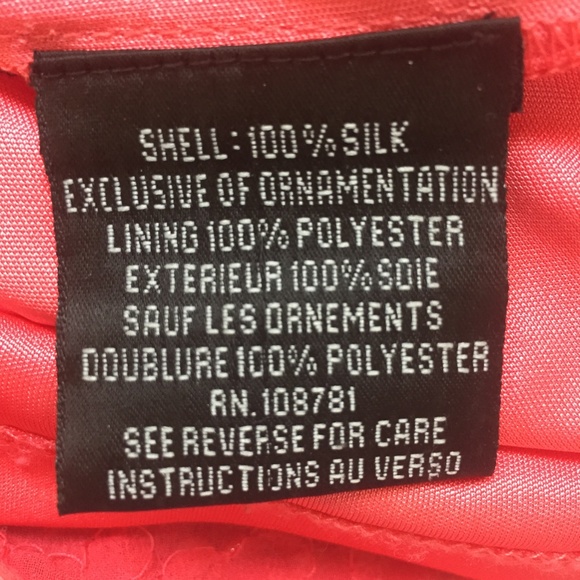 SHELL: 100% SILK
EXCLUSIVE OF ORNAMENTATION
LINING 100% POLYESTER
EXTERIEUR 100% SOIE
SAUF LES ORNEMENTS
DOUBLURE 100% POLYESTER
RN.108781
SEE REVERSE FOR CARE
INSTRUCTIONS AU VERSO